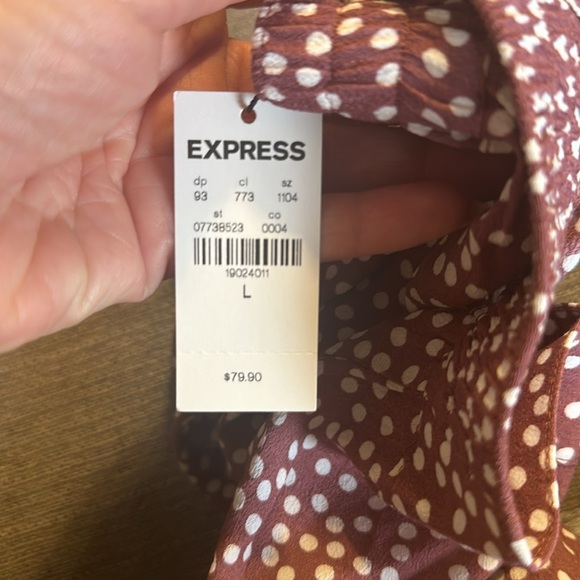 EXPRESS
dp cl sz
93 773 1104
st co
07738523 0004
19024011
L
$79.90